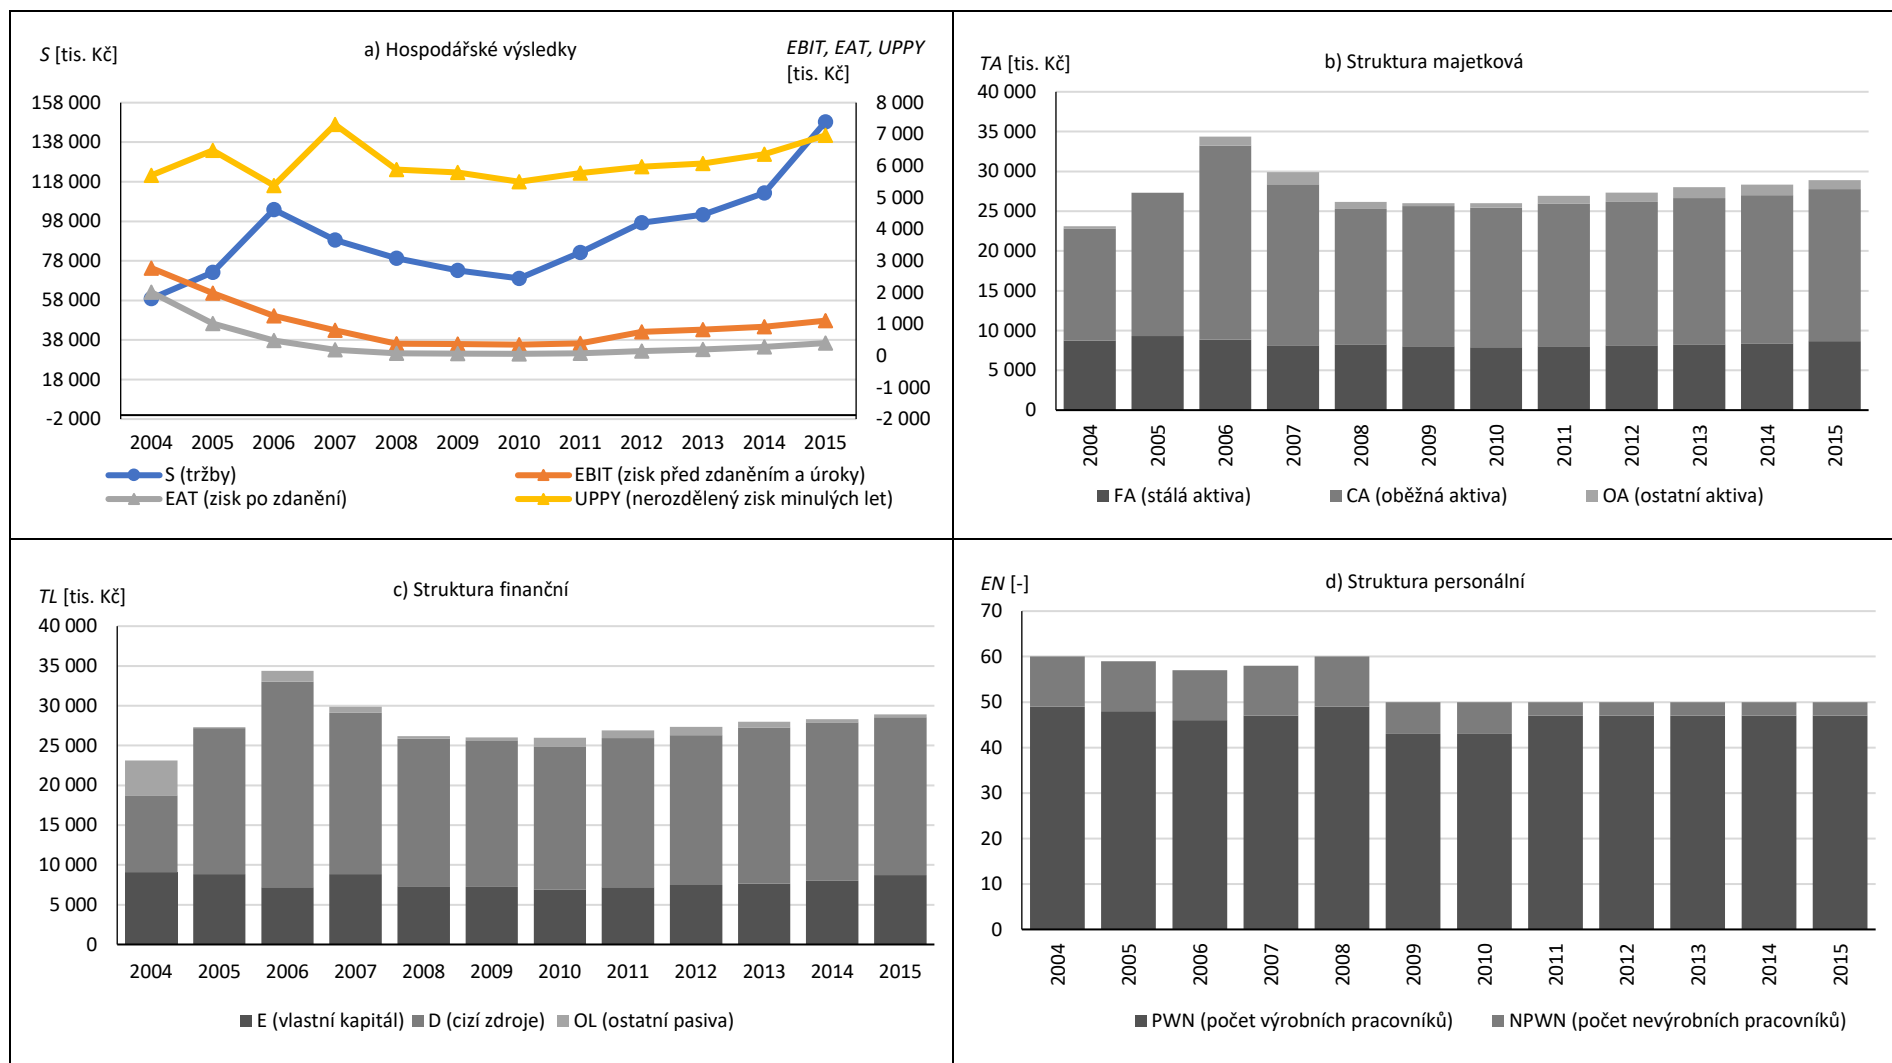 a) Hospodářské výsledky
S [tis. Kč]
EBIT, EAT, UPPY
[tis. Kč]
158 000
138 000
118 000
98 000
78 000
58 000
38 000
18 000
-2 000
8 000
7 000
6 000
5 000
4 000
3 000
2 000
1 000
0
-1 000
-2 000
2004 2005 2006 2007 2008 2009 2010 2011 2012 2013 2014 2015
S (tržby)
EBIT (zisk před zdaněním a úroky)
EAT (zisk po zdanění)
UPPY (nerozdělený zisk minulých let)
b) Struktura majetková
TA [tis. Kč]
40 000
35 000
30 000
25 000
20 000
15 000
10 000
5 000
0
2004 2005 2006 2007 2008 2009 2010 2011 2012 2013 2014 2015
FA (stálá aktiva) CA (oběžná aktiva) OA (ostatní aktiva)
c) Struktura finanční
TL [tis. Kč]
40 000
35 000
30 000
25 000
20 000
15 000
10 000
5 000
0
2004 2005 2006 2007 2008 2009 2010 2011 2012 2013 2014 2015
E (vlastní kapitál) D (cizí zdroje) OL (ostatní pasiva)
d) Struktura personální
EN [-]
70
60
50
40
30
20
10
0
2004 2005 2006 2007 2008 2009 2010 2011 2012 2013 2014 2015
PWN (počet výrobních pracovníků) NPWN (počet nevýrobních pracovníků)